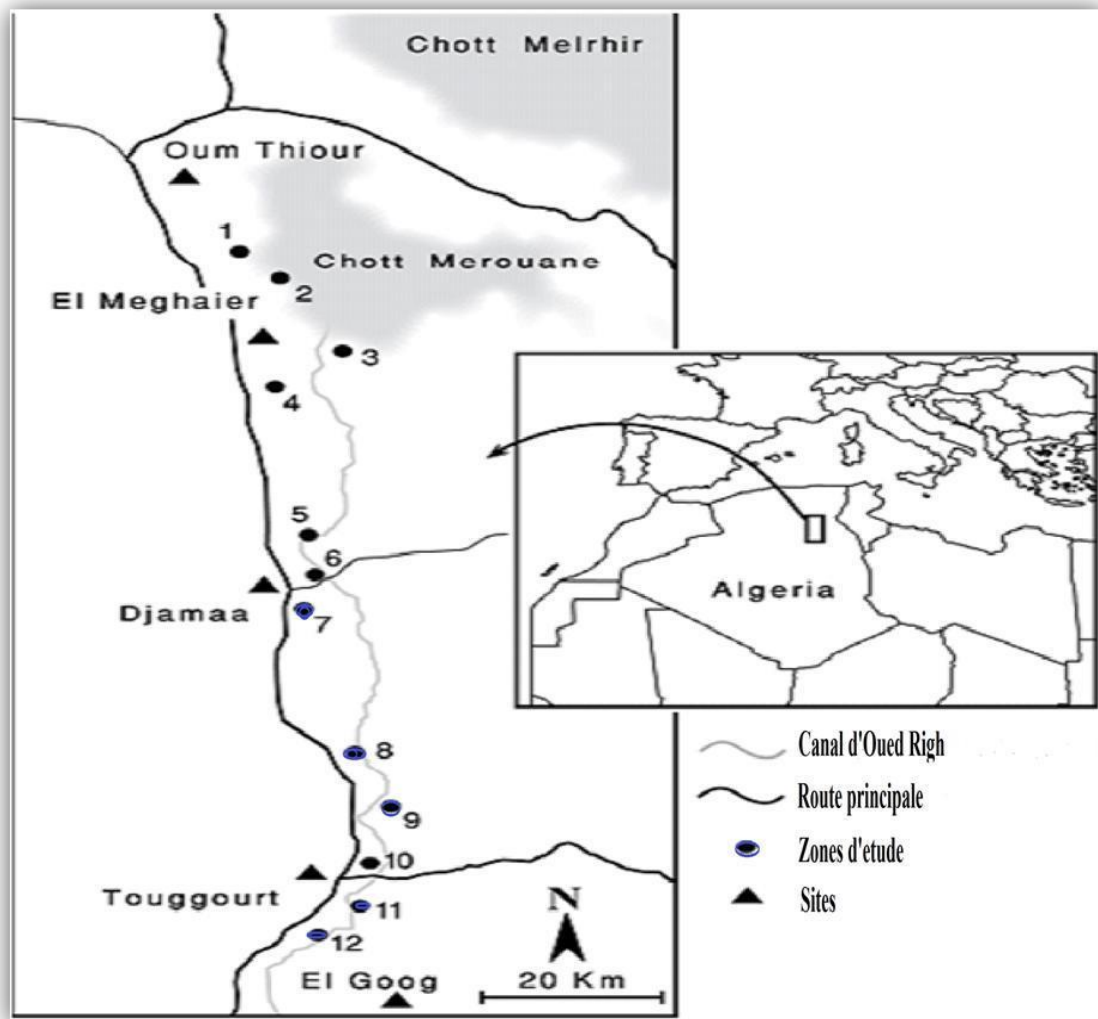 Chott Melrhir
Oum Thiour
1
Chott Merouane
2
El Meghaier
3
4
5
6
Djamaa
7
Algeria
8
Canal d'Oued Righ
Route principale
9
Zones d'etude
10
Touggourt
Sites
11
N
12
El Goog
20 Km